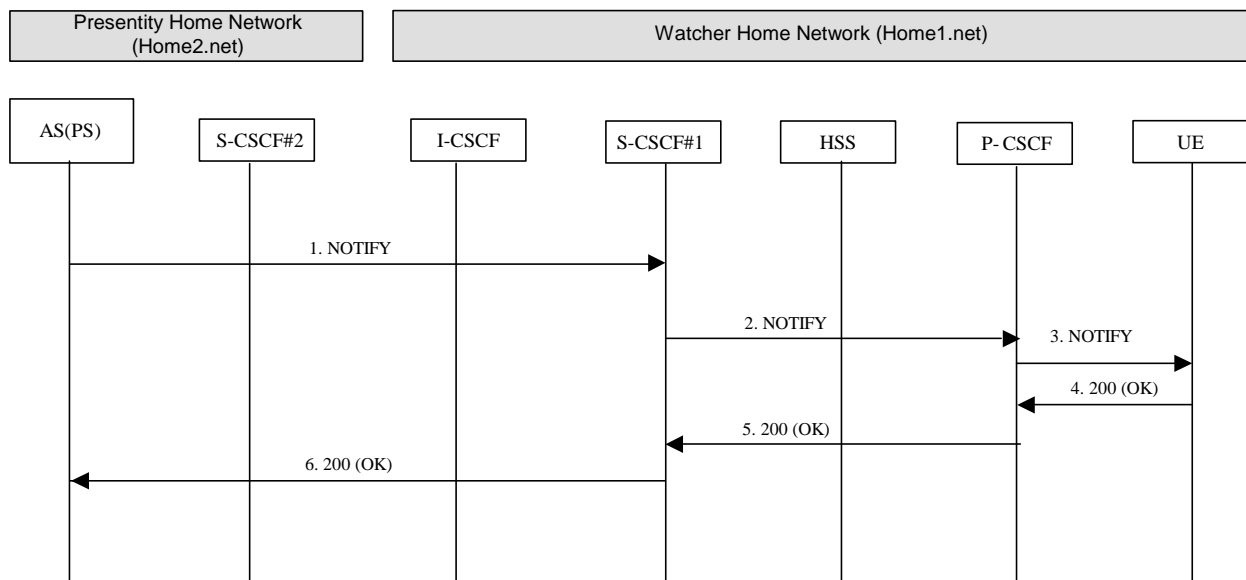 Presentity Home Network
(Home2.net)
Watcher Home Network (Home1.net)
AS(PS)
S-CSCF#2
I-CSCF
S-CSCF#1
HSS
P- CSCF
UE
1. NOTIFY
2. NOTIFY
3. NOTIFY
4. 200 (OK)
5. 200 (OK)
6. 200 (OK)